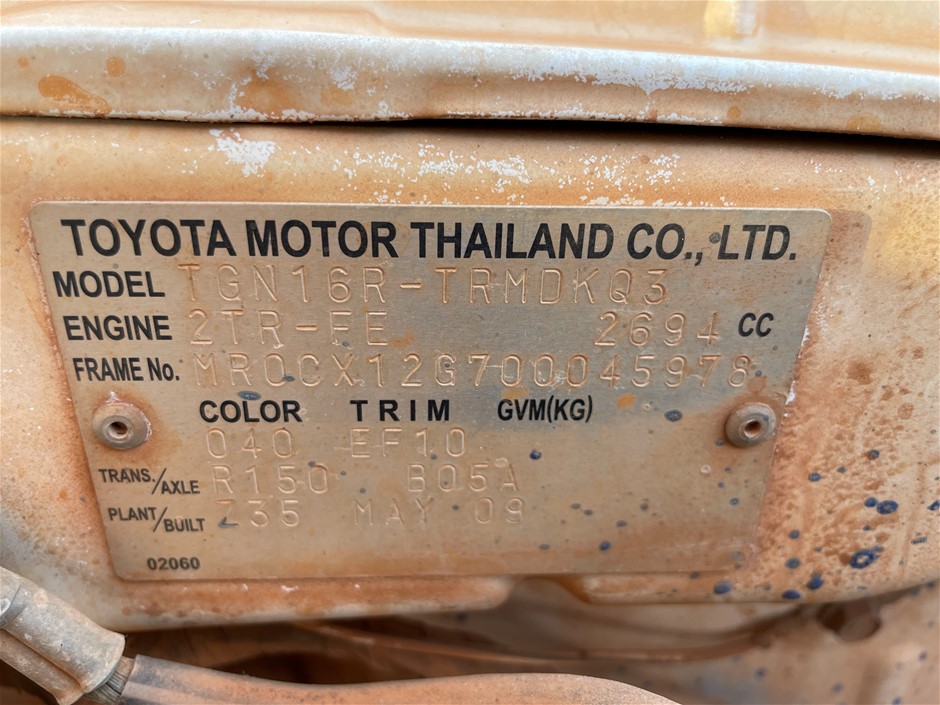 TOYOTA MOTOR THAILAND CO., LTD.
MODEL TGN16R-TRMDKQ3
ENGINE 2TR-FE 2694 CC
FRAME No. MR0CX12G700045978
COLOR TRIM GVM(KG)
040 EF10
TRANS./AXLE R150 B05A
PLANT/BUILT Z35 MAY 09
02060